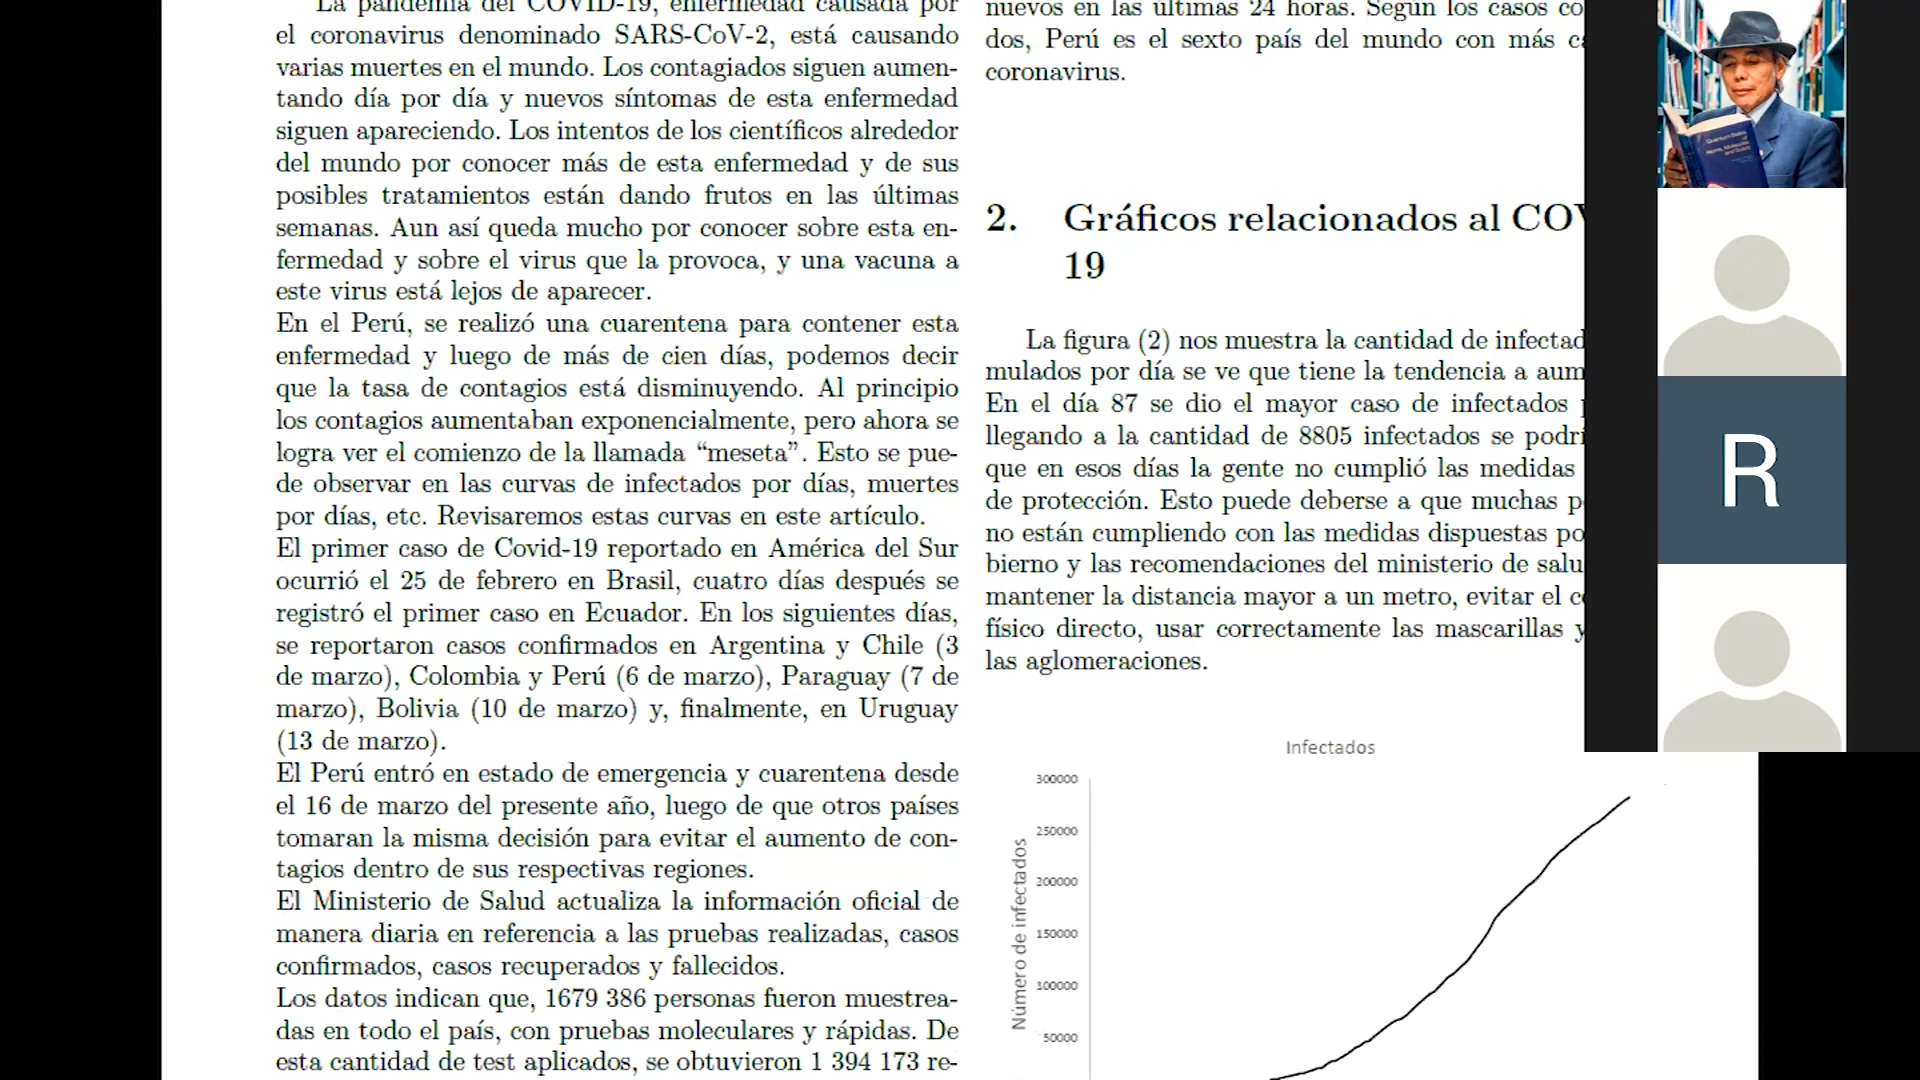 La pandemia del COVID-19, enfermedad causada por
el coronavirus denominado SARS-CoV-2, está causando
varias muertes en el mundo. Los contagiados siguen aumen-
tando día por día y nuevos síntomas de esta enfermedad
siguen apareciendo. Los intentos de los científicos alrededor
del mundo por conocer más de esta enfermedad y de sus
posibles tratamientos están dando frutos en las últimas
semanas. Aun así queda mucho por conocer sobre esta en-
fermedad y sobre el virus que la provoca, y una vacuna a
este virus está lejos de aparecer.
En el Perú, se realizó una cuarentena para contener esta
enfermedad y luego de más de cien días, podemos decir
que la tasa de contagios está disminuyendo. Al principio
los contagios aumentaban exponencialmente, pero ahora se
logra ver el comienzo de la llamada “meseta”. Esto se pue-
de observar en las curvas de infectados por días, muertes
por días, etc. Revisaremos estas curvas en este artículo.
El primer caso de Covid-19 reportado en América del Sur
ocurrió el 25 de febrero en Brasil, cuatro días después se
registró el primer caso en Ecuador. En los siguientes días,
se reportaron casos confirmados en Argentina y Chile (3
de marzo), Colombia y Perú (6 de marzo), Paraguay (7 de
marzo), Bolivia (10 de marzo) y, finalmente, en Uruguay
(13 de marzo).
El Perú entró en estado de emergencia y cuarentena desde
el 16 de marzo del presente año, luego de que otros países
tomaran la misma decisión para evitar el aumento de con-
tagios dentro de sus respectivas regiones.
El Ministerio de Salud actualiza la información oficial de
manera diaria en referencia a las pruebas realizadas, casos
confirmados, casos recuperados y fallecidos.
Los datos indican que, 1679 386 personas fueron muestrea-
das en todo el país, con pruebas moleculares y rápidas. De
esta cantidad de test aplicados, se obtuvieron 1 394 173 re-
nuevos en las últimas 24 horas. Según los casos co
dos, Perú es el sexto país del mundo con más ca
coronavirus.
2. Gráficos relacionados al COV
19
La figura (2) nos muestra la cantidad de infectad
mulados por día se ve que tiene la tendencia a aum
En el día 87 se dio el mayor caso de infectados
llegando a la cantidad de 8805 infectados se podrí
que en esos días la gente no cumplió las medidas
de protección. Esto puede deberse a que muchas p
no están cumpliendo con las medidas dispuestas po
bierno y las recomendaciones del ministerio de salu
mantener la distancia mayor a un metro, evitar el co
físico directo, usar correctamente las mascarillas y
las aglomeraciones.
Infectados
Número de infectados
300000
250000
200000
150000
100000
50000
Quantum States of
Atoms, Molecules,
and Solids
R